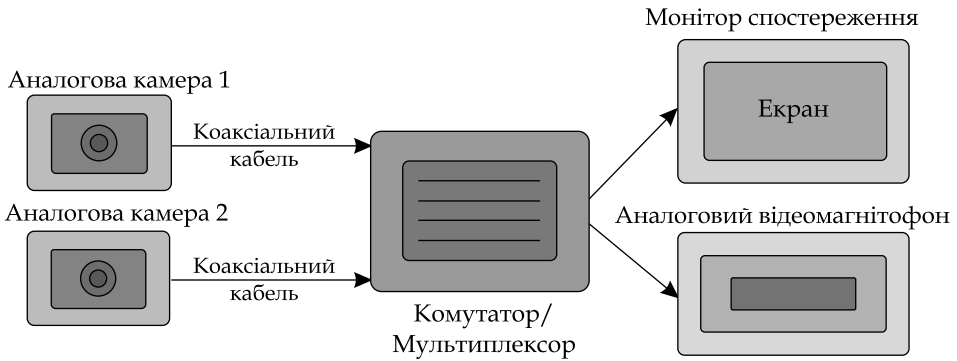 Аналогова камера 1
Коаксіальний
кабель
Аналогова камера 2
Коаксіальний
кабель
Комутатор/
Мультиплексор
Монітор спостереження
Екран
Аналоговий відеомагнітофон